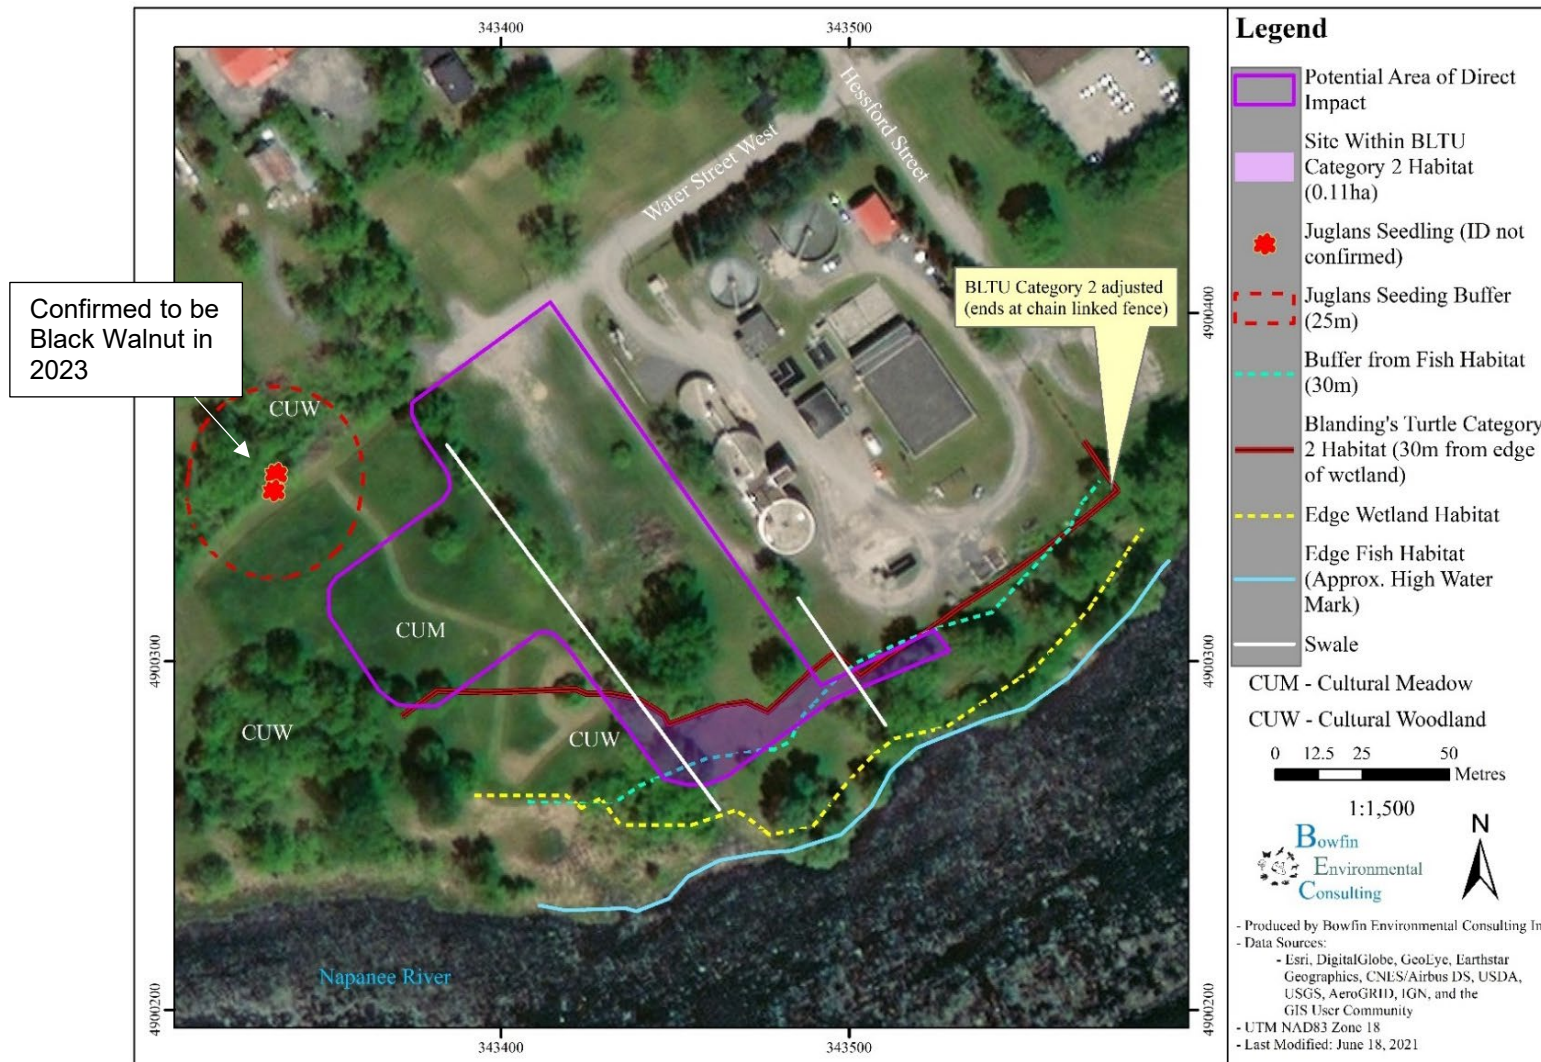 343400
343500
4900400
4900300
4900200
4900400
4900300
4900200
343400
343500
Water Street West
Hessford Street
BLTU Category 2 adjusted
(ends at chain linked fence)
Confirmed to be
Black Walnut in
2023
CUW
CUM
CUW
CUW
Napanee River
Legend
Potential Area of Direct
Impact
Site Within BLTU
Category 2 Habitat
(0.11ha)
Juglans Seedling (ID not
confirmed)
Juglans Seeding Buffer
(25m)
Buffer from Fish Habitat
(30m)
Blanding's Turtle Category
2 Habitat (30m from edge
of wetland)
Edge Wetland Habitat
Edge Fish Habitat
(Approx. High Water
Mark)
Swale
CUM - Cultural Meadow
CUW - Cultural Woodland
0 12.5 25 50
Metres
1:1,500
Bowfin
Environmental
Consulting
N
- Produced by Bowfin Environmental Consulting In
- Data Sources:
- Esri, DigitalGlobe, GeoEye, Earthstar
Geographics, CNES/Airbus DS, USDA,
USGS, AeroGRID, IGN, and the
GIS User Community
- UTM NAD83 Zone 18
- Last Modified: June 18, 2021